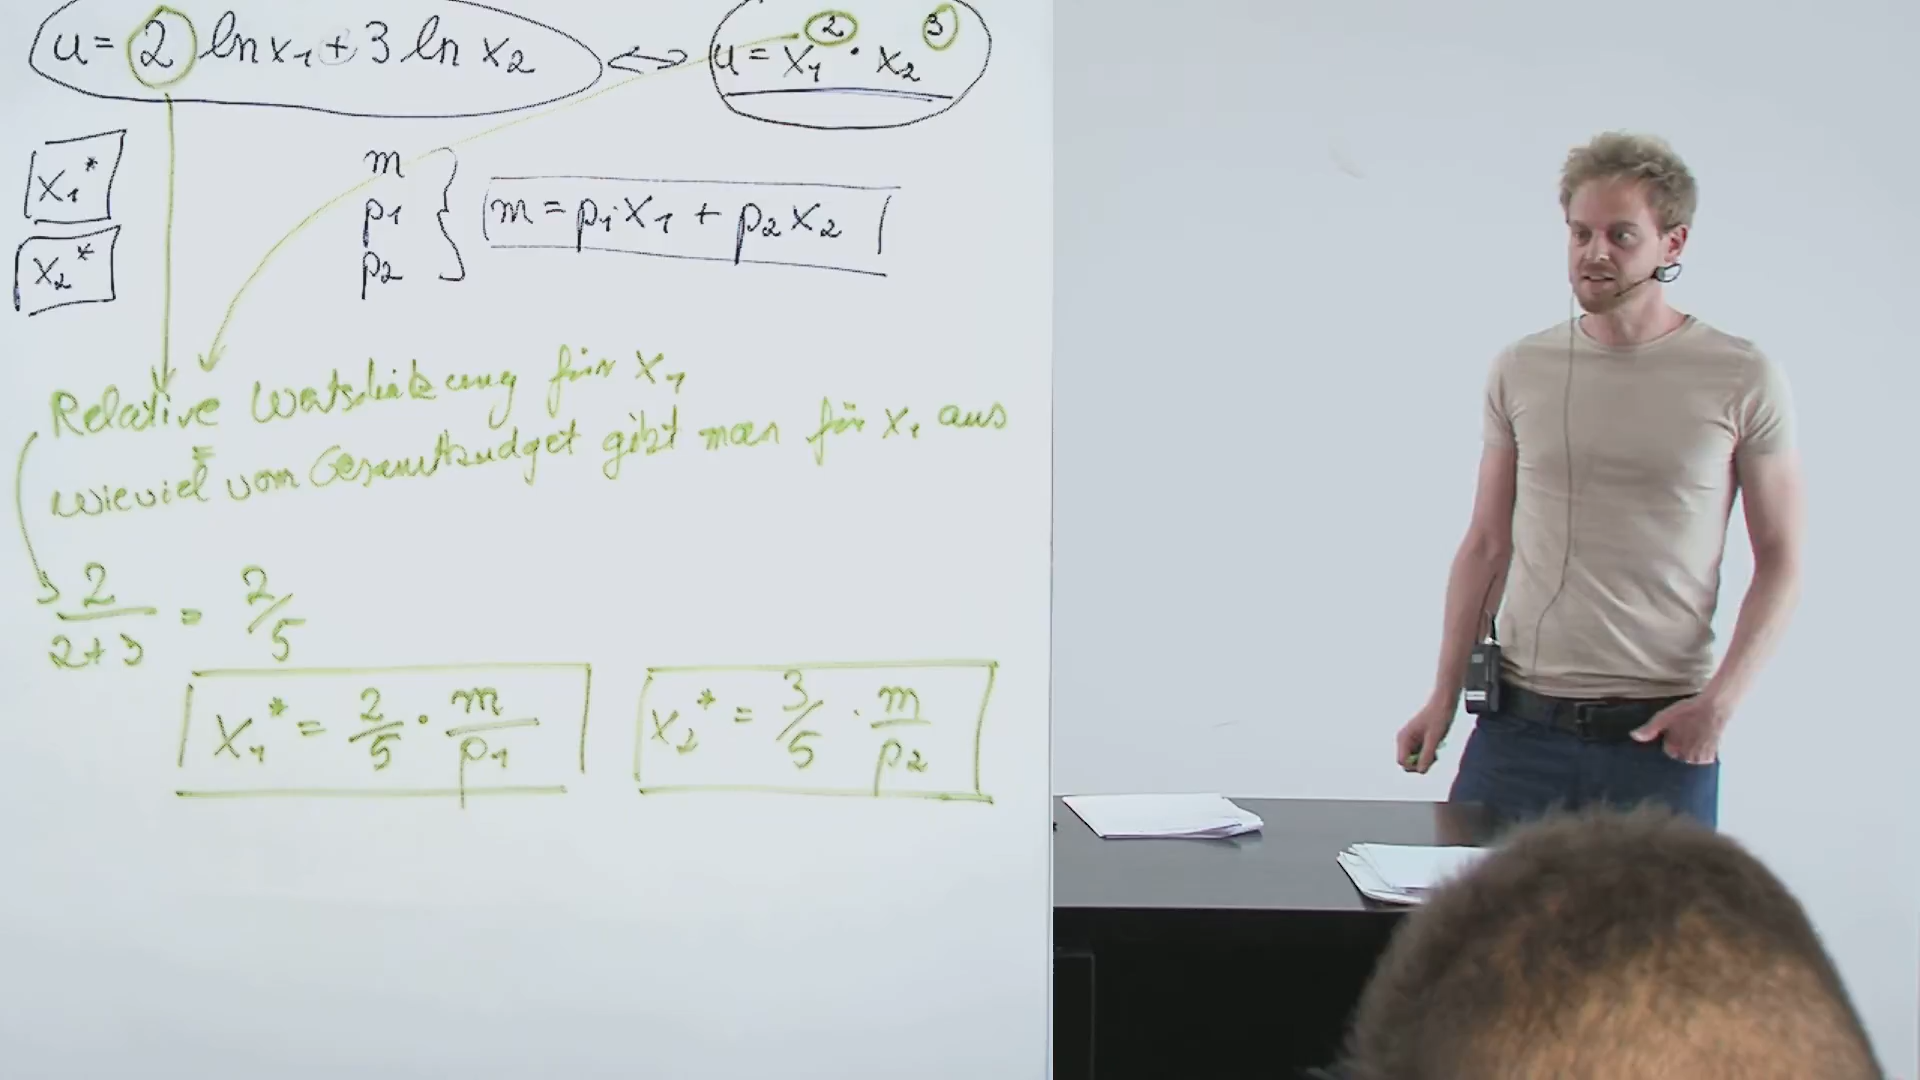 u = 2 ln x₁ + 3 ln x₂ ⟷ u = x₁² · x₂³
x₁*
x₂*
m
p₁
p₂
m = p₁x₁ + p₂x₂
Relative Wertschätzung für x₁
=
wieviel vom Gesamtbudget gibt man für x₁ aus
2/(2+3) = 2/5
x₁* = 2/5 · m/p₁
x₂* = 3/5 · m/p₂